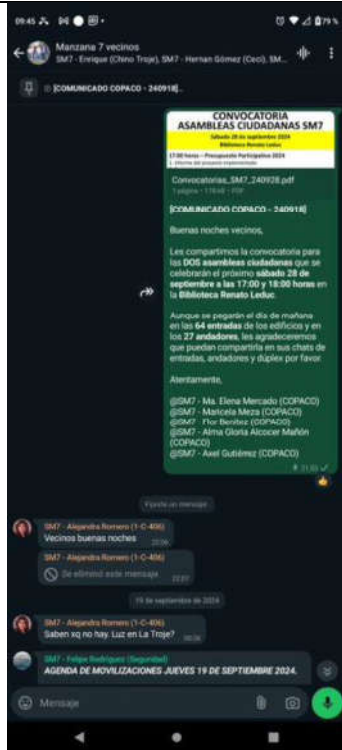 09:45
79%
Manzana 7 vecinos
SM7 - Enrique (Chino Troje), SM7 - Hernan Gómez (Ceci), SM...
[COMUNICADO COPACO - 240918]..
CONVOCATORIA
ASAMBLEAS CIUDADANAS SM7
Sábado 28 de septiembre 2024
Biblioteca Renato Leduc
17:00 horas – Presupuesto Participativo 2024
1. Informe del proyecto
Convocatorias_SM7_240928.pdf
1 página • PDF
[COMUNICADO COPACO - 240918]
Buenas noches vecinos,
Les compartimos la convocatoria para
las DOS asambleas ciudadanas que se
celebrarán el próximo sábado 28 de
septiembre a las 17:00 y 18:00 horas en
la Biblioteca Renato Leduc.
Aunque se pegarán el día de mañana
en las 64 entradas de los edificios y en
los 27 andadores, les agradeceremos
que puedan compartirla en sus chats de
entradas, andadores y dúplex por favor.
Atentamente,
@SM7 - Ma. Elena Mercado (COPACO)
@SM7 - Maricela Meza (COPACO)
@SM7 - Flor Benitez (COPACO)
@SM7 - Alma Gloria Alcocer Mañón
(COPACO)
@SM7 - Axel Gutiérrez (COPACO)
Fijaste un mensaje
SM7 - Alejandra Romero (1-C-406)
Vecinos buenas noches
SM7 - Alejandra Romero (1-C-406)
Se eliminó este mensaje
19 de septiembre de 2024
SM7 - Alejandra Romero (1-C-406)
Saben xq no hay. Luz en La Troje?
SM7 - Felipe Rodríguez (Seguridad)
AGENDA DE MOVILIZACIONES JUEVES 19 DE SEPTIEMBRE 2024.
Mensaje